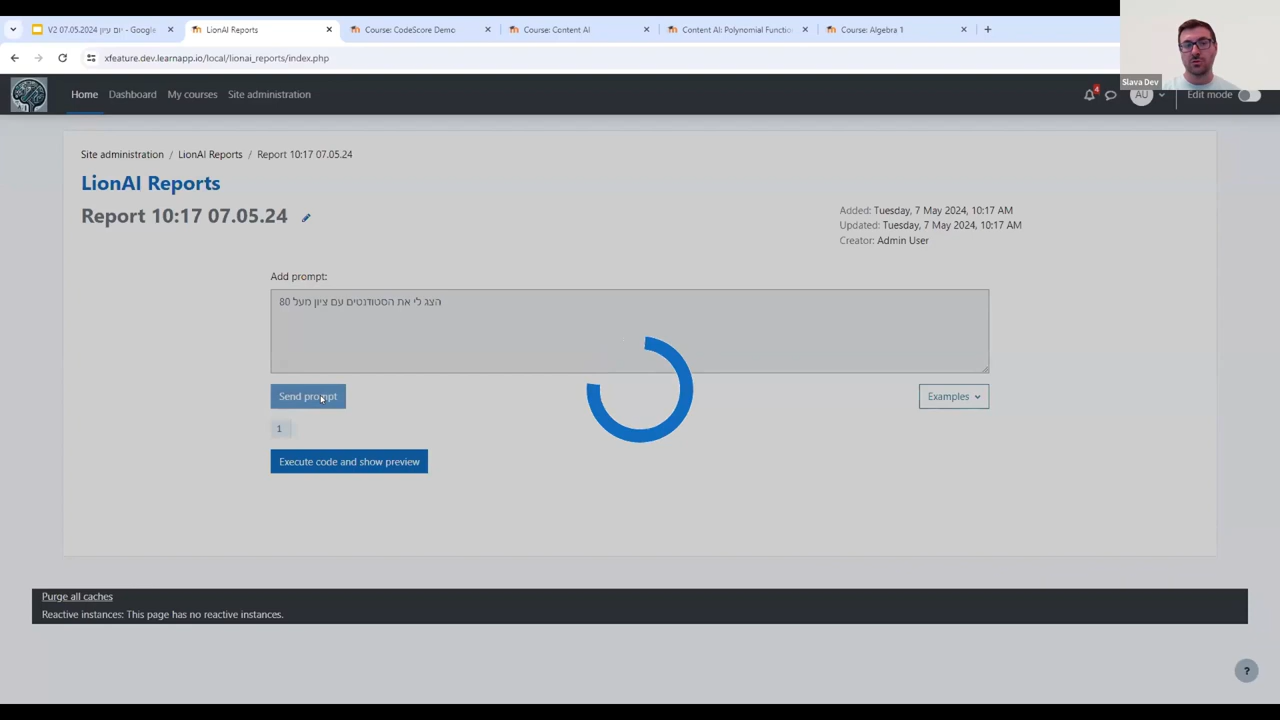 V2 07.05.2024 יום עיון - Google
LionAI Reports
Course: CodeScore Demo
Course: Content AI
Content AI: Polynomial Functio
Course: Algebra 1
xfeature.dev.learnapp.io/local/lionai_reports/index.php
Slava Dev
Home
Dashboard
My courses
Site administration
4
AU
Edit mode
Site administration / LionAI Reports / Report 10:17 07.05.24
LionAI Reports
Report 10:17 07.05.24
Added: Tuesday, 7 May 2024, 10:17 AM
Updated: Tuesday, 7 May 2024, 10:17 AM
Creator: Admin User
Add prompt:
הצג לי את הסטודנטים עם ציון מעל 80
Send prompt
Examples
1
Execute code and show preview
Purge all caches
Reactive instances: This page has no reactive instances.
?